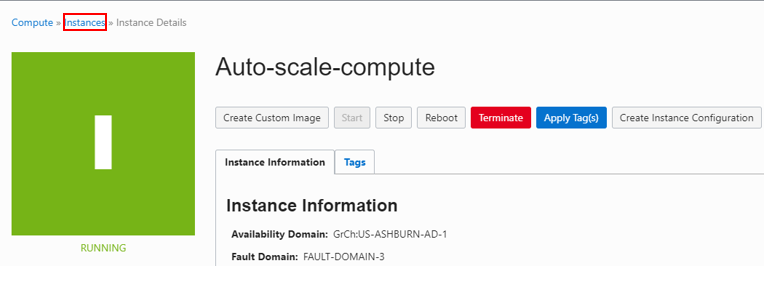 Compute » Instances » Instance Details
Auto-scale-compute
Create Custom Image Start Stop Reboot Terminate Apply Tag(s) Create Instance Configuration
Instance Information Tags
Instance Information
Availability Domain: GrCh:US-ASHBURN-AD-1
Fault Domain: FAULT-DOMAIN-3
I
RUNNING